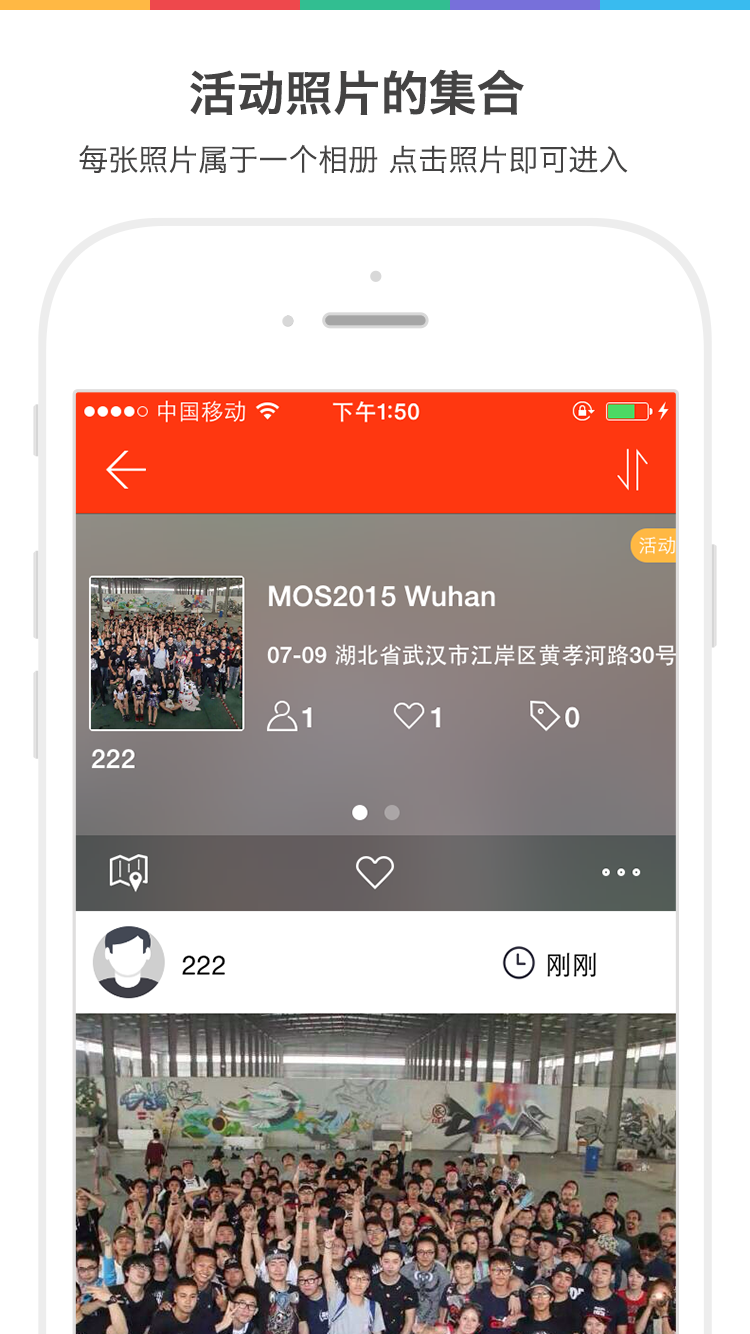 活动照片的集合
每张照片属于一个相册 点击照片即可进入
中国移动 下午1:50
活动
MOS2015 Wuhan
07-09 湖北省武汉市江岸区黄孝河路30号
1 1 0
222
222 刚刚